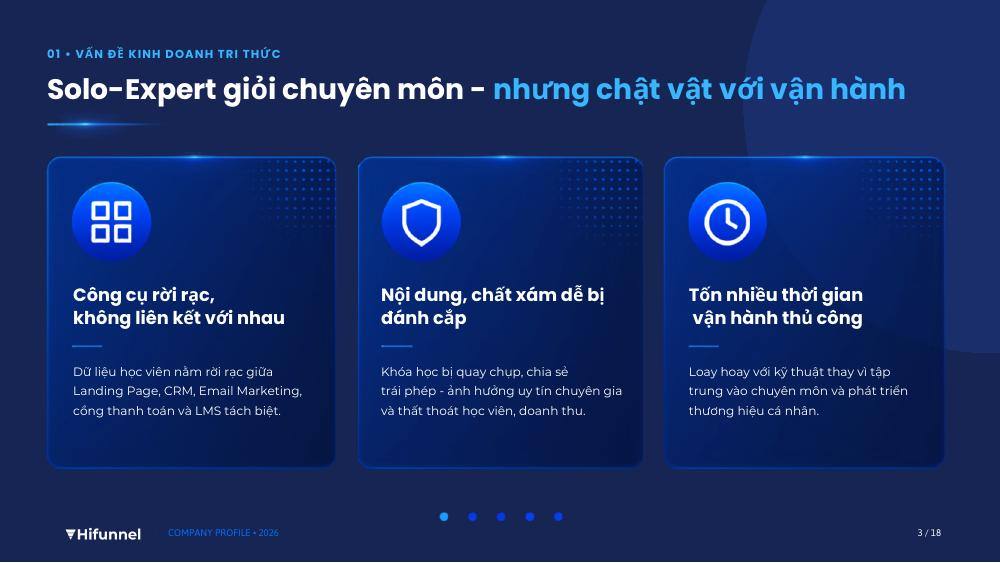 01 • VẤN ĐỀ KINH DOANH TRI THỨC
Solo-Expert giỏi chuyên môn - nhưng chật vật với vận hành
Công cụ rời rạc,
không liên kết với nhau
Dữ liệu học viên nằm rời rạc giữa
Landing Page, CRM, Email Marketing,
cổng thanh toán và LMS tách biệt.
Nội dung, chất xám dễ bị
đánh cắp
Khóa học bị quay chụp, chia sẻ
trái phép - ảnh hưởng uy tín chuyên gia
và thất thoát học viên, doanh thu.
Tốn nhiều thời gian
vận hành thủ công
Loay hoay với kỹ thuật thay vì tập
trung vào chuyên môn và phát triển
thương hiệu cá nhân.
Hifunnel
COMPANY PROFILE • 2026
3 / 18